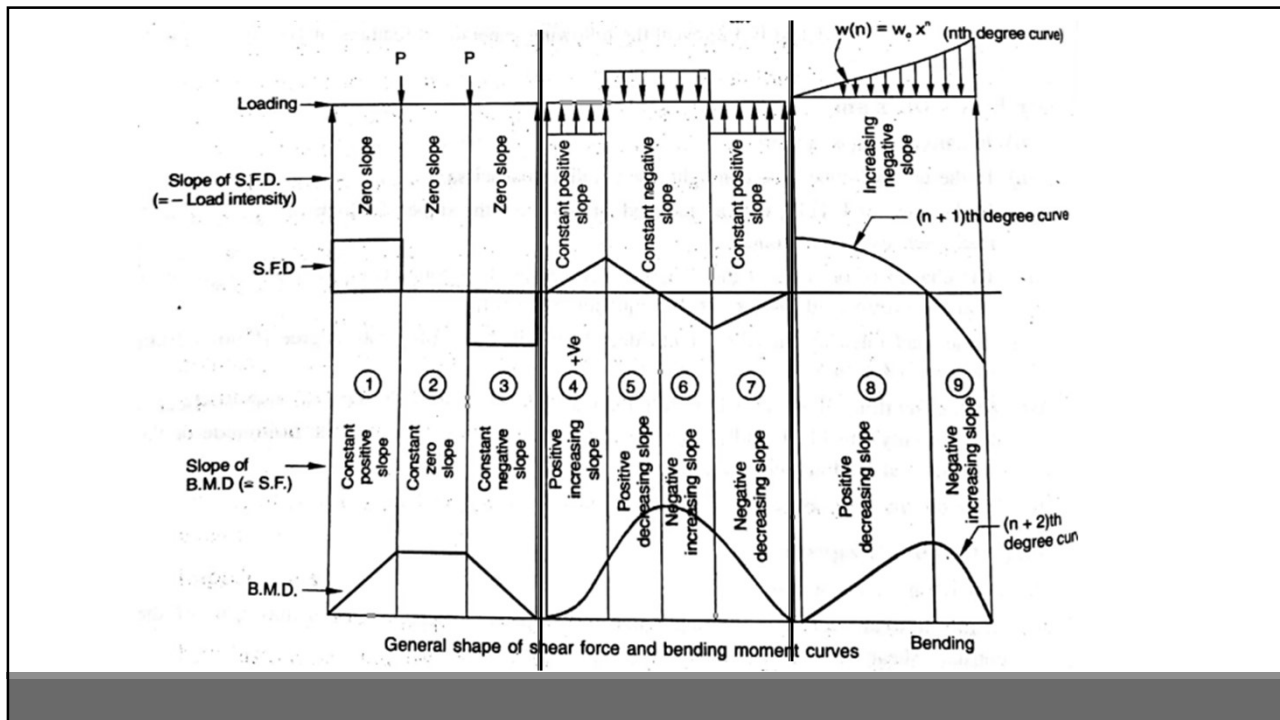 w(n) = wₒ xⁿ (nth degree curve)
P
P
Loading
Slope of S.F.D.
(= – Load intensity)
Zero slope
Zero slope
Zero slope
Constant positive
slope
Constant negative
slope
Constant positive
slope
Increasing
negative
slope
(n + 1)th degree curve
S.F.D
+Ve
1
2
3
4
5
6
7
8
9
Slope of
B.M.D (= S.F.)
Constant
positive
slope
Constant
zero
slope
Constant
negative
slope
Positive
increasing
slope
Positive
decreasing slope
Negative
increasing slope
Negative
decreasing slope
Positive
decreasing slope
Negative
increasing slope
(n + 2)th
degree cur
B.M.D.
General shape of shear force and bending moment curves
Bending